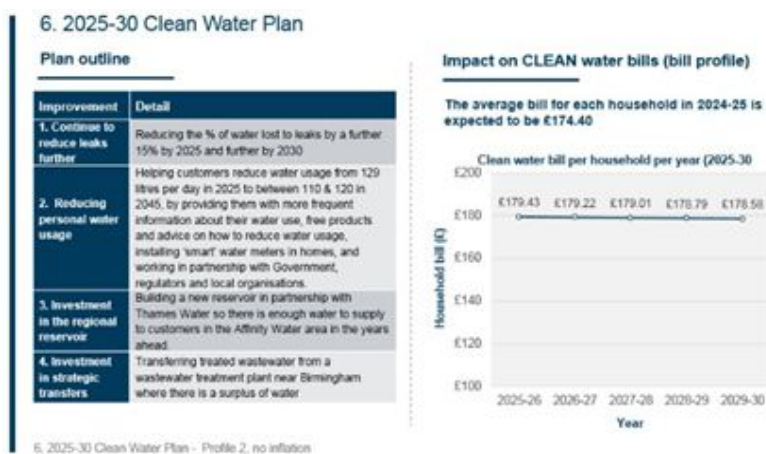 6. 2025-30 Clean Water Plan
Plan outline
Improvement Detail
1. Continue to
reduce leaks
further
Reducing the % of water lost to leaks by a further
15% by 2025 and further by 2030
2. Reducing
personal water
usage
Helping customers reduce water usage from 129
litres per day in 2025 to between 110 & 120 in
2045, by providing them with more frequent
information about their water use, free products
and advice on how to reduce water usage,
installing 'smart' water meters in homes, and
working in partnership with Government,
regulators and local organisations.
3. Investment
in the regional
reservoir
Building a new reservoir in partnership with
Thames Water so there is enough water to supply
to customers in the Affinity Water area in the years
ahead.
4. Investment
in strategic
transfers
Transferring treated wastewater from a
wastewater treatment plant near Birmingham
where there is a surplus of water
Impact on CLEAN water bills (bill profile)
The average bill for each household in 2024-25 is
expected to be £174.40
Clean water bill per household per year (2025-30
£200
£180
£160
£140
£120
£100
Household bill (£)
£179.43 £179.22 £179.01 £178.79 £178.58
2025-26 2026-27 2027-28 2028-29 2029-30
Year
6. 2025-30 Clean Water Plan - Profile 2, no inflation